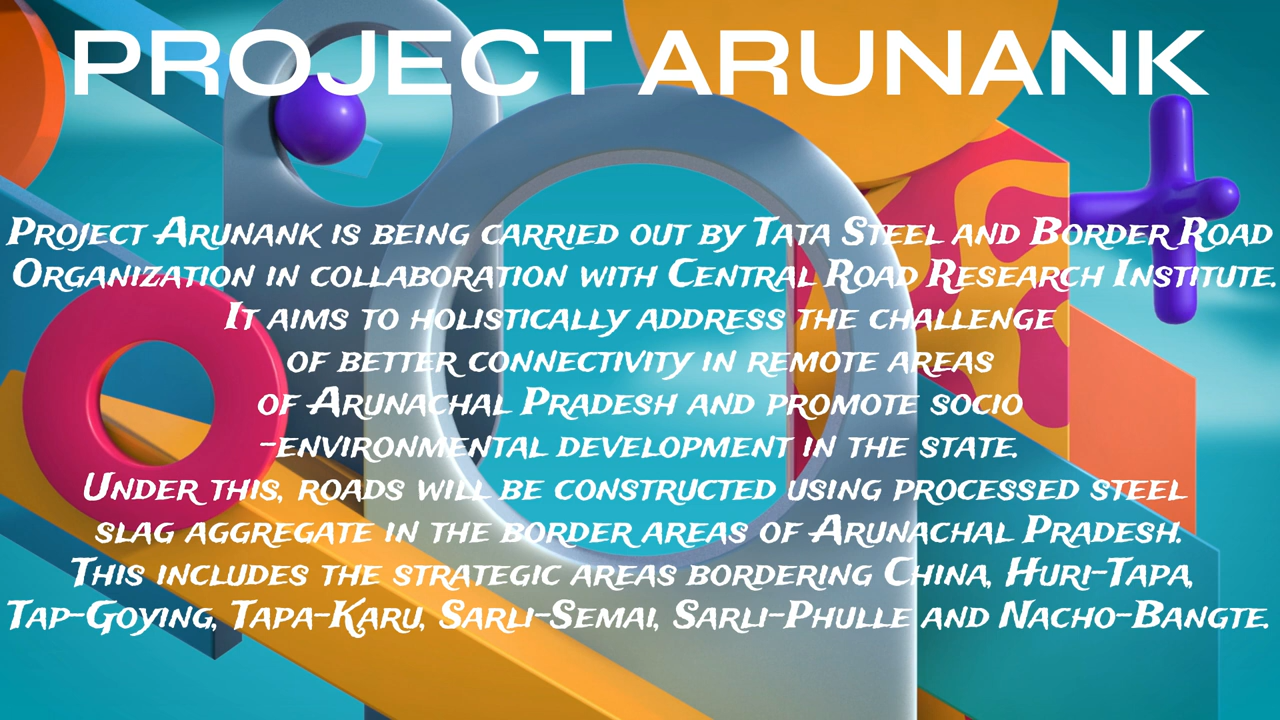 PROJECT ARUNANK
Project Arunank is being carried out by Tata Steel and Border Road
Organization in collaboration with Central Road Research Institute.
It aims to holistically address the challenge
of better connectivity in remote areas
of Arunachal Pradesh and promote socio
-environmental development in the state.
Under this, roads will be constructed using processed steel
slag aggregate in the border areas of Arunachal Pradesh.
This includes the strategic areas bordering China, Huri-Tapa,
Tap-Goying, Tapa-Karu, Sarli-Semai, Sarli-Phulle and Nacho-Bangte.